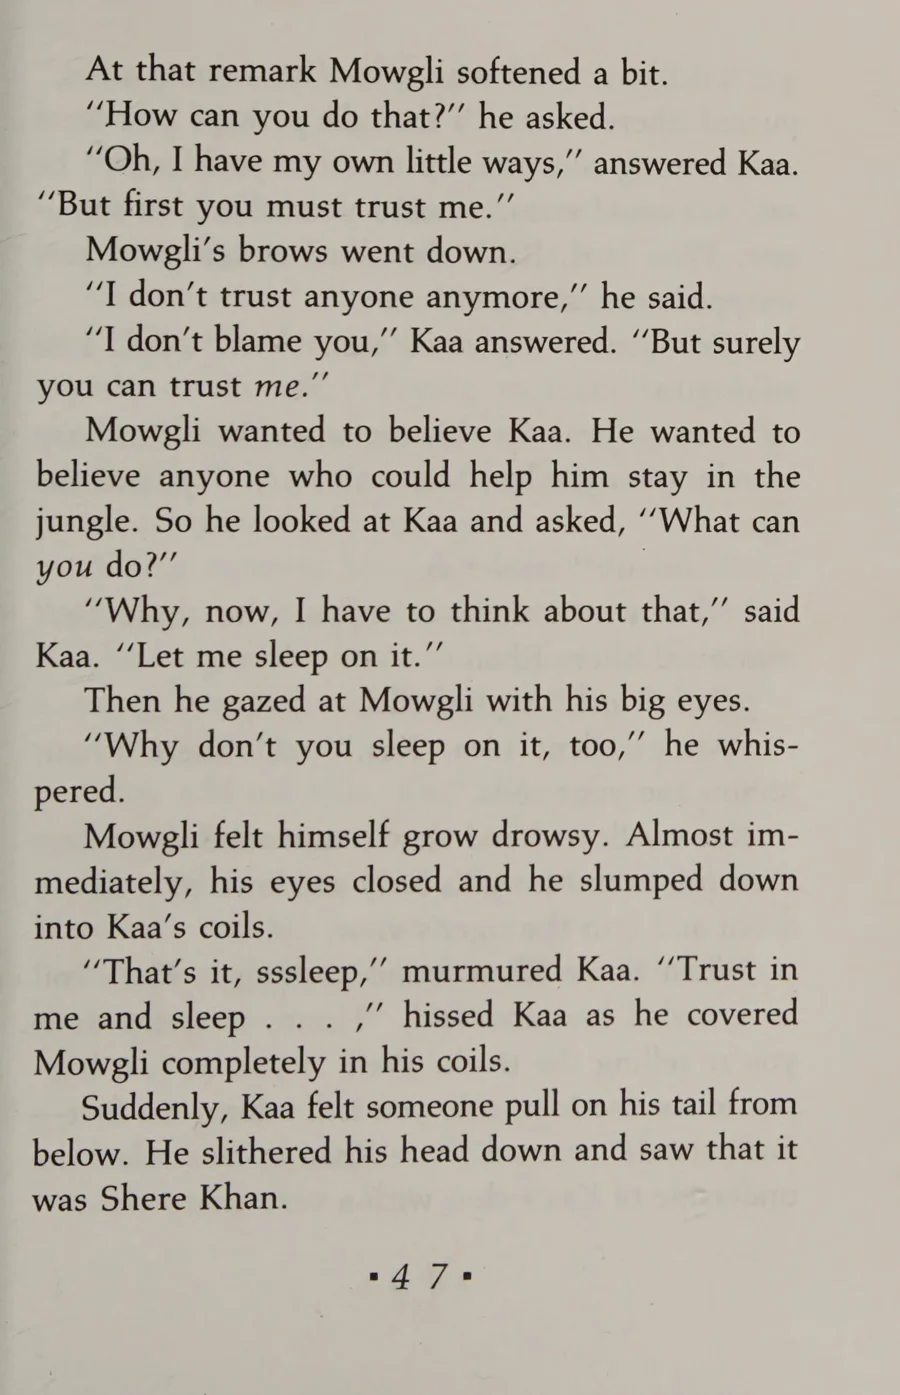 At that remark Mowgli softened a bit.
"How can you do that?" he asked.
"Oh, I have my own little ways," answered Kaa.
"But first you must trust me."
Mowgli's brows went down.
"I don't trust anyone anymore," he said.
"I don't blame you," Kaa answered. "But surely
you can trust me."
Mowgli wanted to believe Kaa. He wanted to
believe anyone who could help him stay in the
jungle. So he looked at Kaa and asked, "What can
you do?"
"Why, now, I have to think about that," said
Kaa. "Let me sleep on it."
Then he gazed at Mowgli with his big eyes.
"Why don't you sleep on it, too," he whis-
pered.
Mowgli felt himself grow drowsy. Almost im-
mediately, his eyes closed and he slumped down
into Kaa's coils.
"That's it, sssleep," murmured Kaa. "Trust in
me and sleep . . . ," hissed Kaa as he covered
Mowgli completely in his coils.
Suddenly, Kaa felt someone pull on his tail from
below. He slithered his head down and saw that it
was Shere Khan.
▪ 4 7 ▪